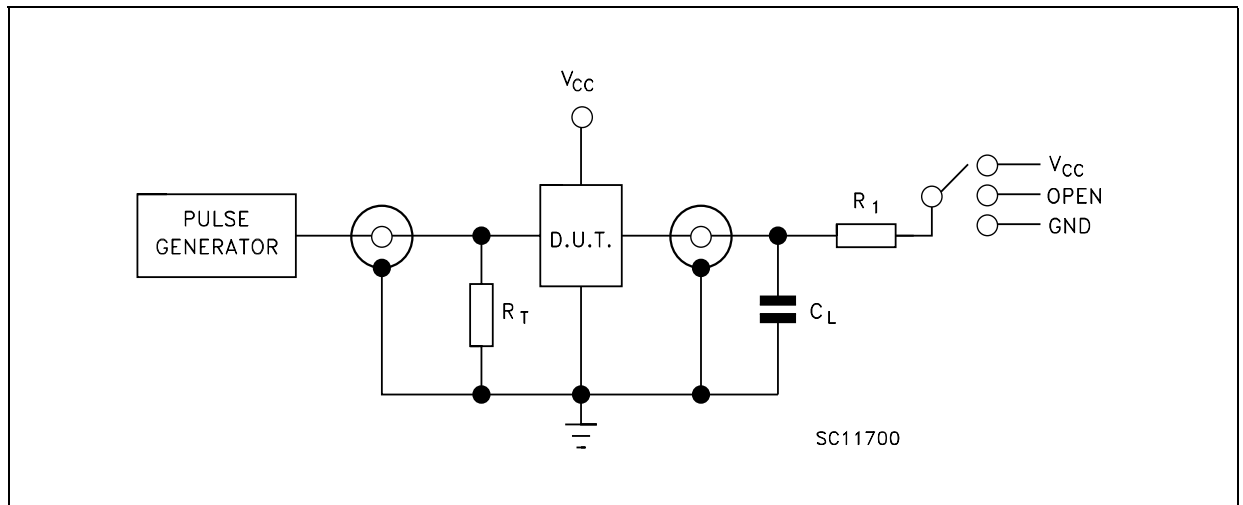 VCC
PULSE
GENERATOR
D.U.T.
RT
R1
CL
VCC
OPEN
GND
SC11700